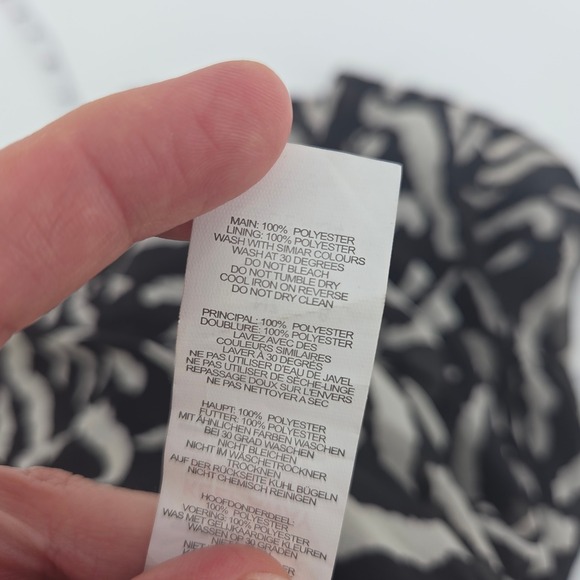 MAIN: 100% POLYESTER
LINING: 100% POLYESTER
WASH WITH SIMIAR COLOURS
WASH AT 30 DEGREES
DO NOT BLEACH
DO NOT TUMBLE DRY
COOL IRON ON REVERSE
DO NOT DRY CLEAN
PRINCIPAL: 100% POLYESTER
DOUBLURE: 100% POLYESTER
LAVEZ AVEC DES
COULEURS SIMILAIRES
LAVER À 30 DEGRES
NE PAS UTILISER D'EAU DE JAVEL
NE PAS UTILISER DE SÈCHE-LINGE
REPASSAGE DOUX SUR L'ENVERS
NE PAS NETTOYER A SEC
HAUPT: 100% POLYESTER
FUTTER: 100% POLYESTER
MIT ÄHNLICHEN FARBEN WASCHEN
BEI 30 GRAD WASCHEN
NICHT BLEICHEN
NICHT IM WÄSCHETROCKNER
TROCKNEN
AUF DER RÜCKSEITE KUHL BÜGELN
NICHT CHEMISCH REINIGEN
HOOFDONDERDEEL:
100% POLYESTER
VOERING: 100% POLYESTER
WAS MET GELIJKAARDIGE KLEUREN
WASSEN OP 30 GRADEN
NIET